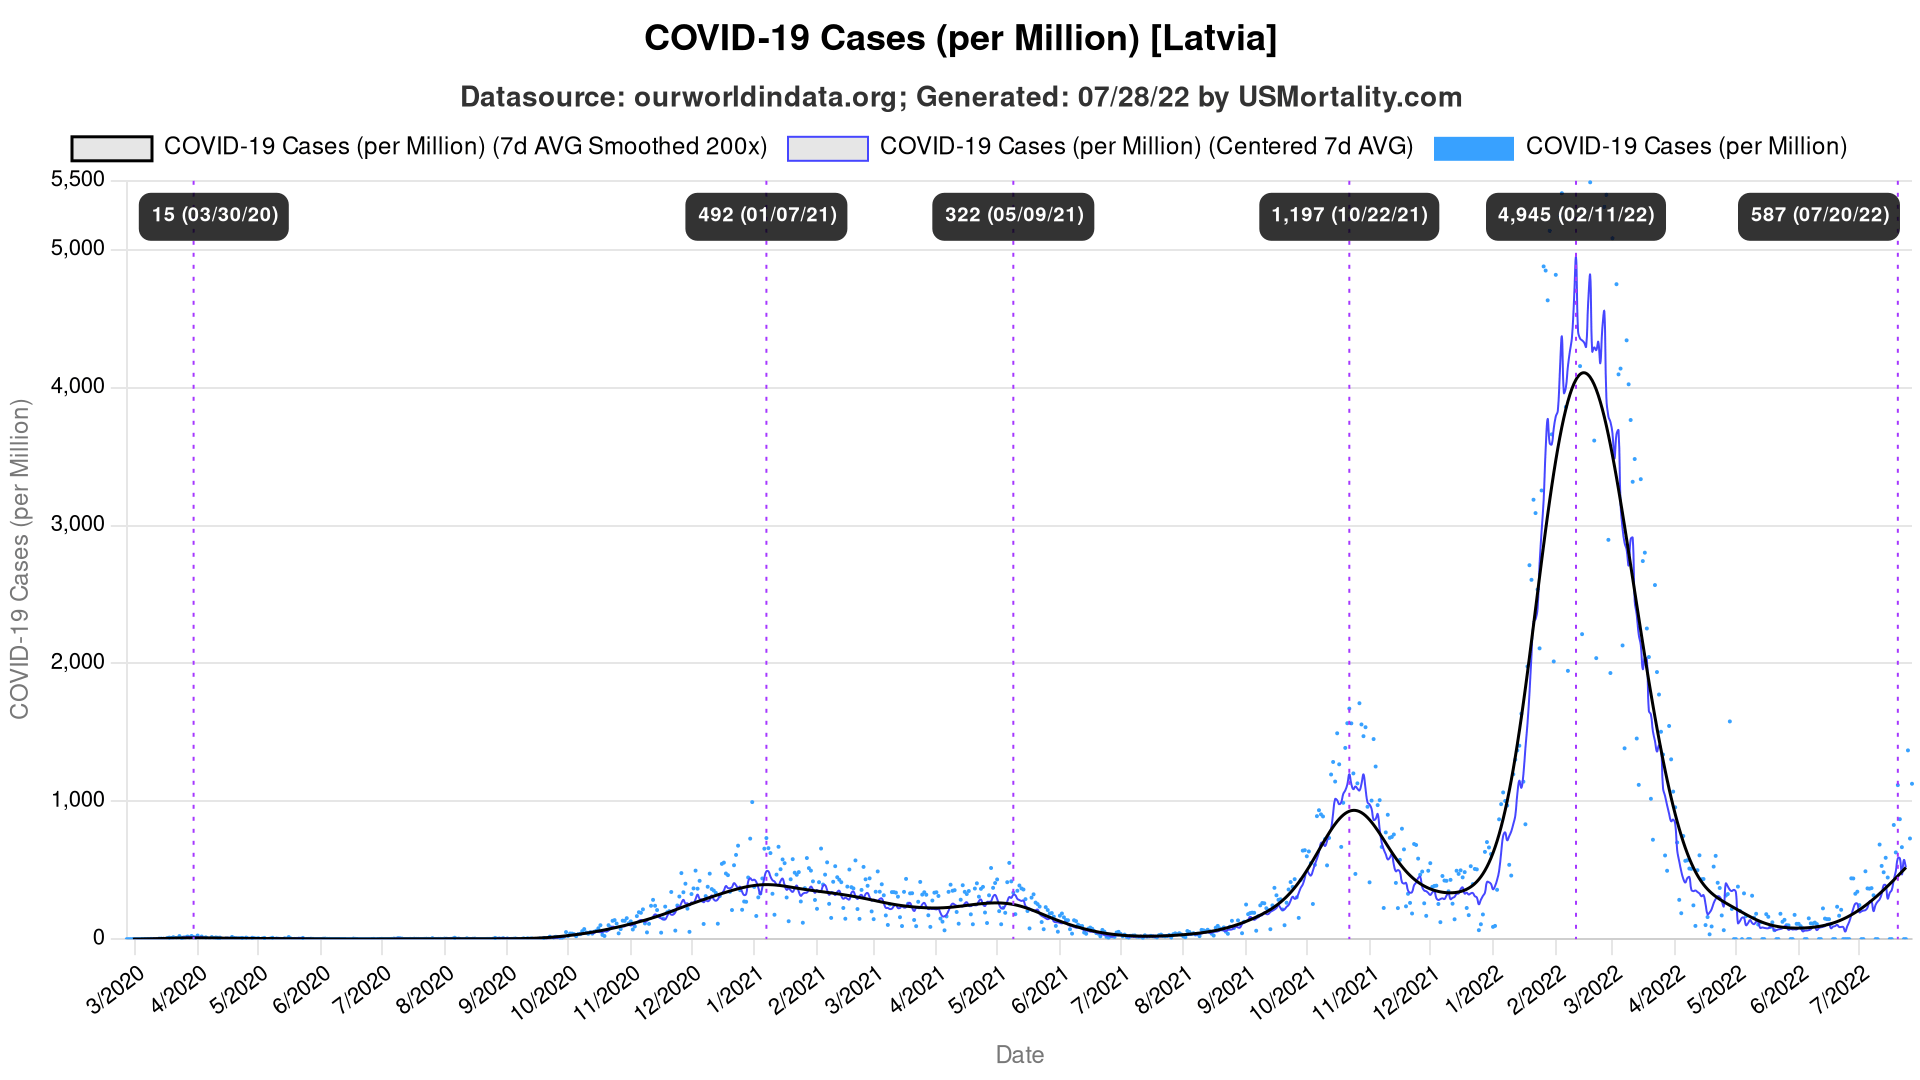 COVID-19 Cases (per Million) [Latvia]
Datasource: ourworldindata.org; Generated: 07/28/22 by USMortality.com
COVID-19 Cases (per Million) (7d AVG Smoothed 200x) COVID-19 Cases (per Million) (Centered 7d AVG) COVID-19 Cases (per Million)
5,500
15 (03/30/20) 492 (01/07/21) 322 (05/09/21) 1,197 (10/22/21) 4,945 (02/11/22) 587 (07/20/22)
5,000
4,000
3,000
2,000
1,000
0
COVID-19 Cases (per Million)
3/2020 4/2020 5/2020 6/2020 7/2020 8/2020 9/2020 10/2020 11/2020 12/2020 1/2021 2/2021 3/2021 4/2021 5/2021 6/2021 7/2021 8/2021 9/2021 10/2021 11/2021 12/2021 1/2022 2/2022 3/2022 4/2022 5/2022 6/2022 7/2022
Date